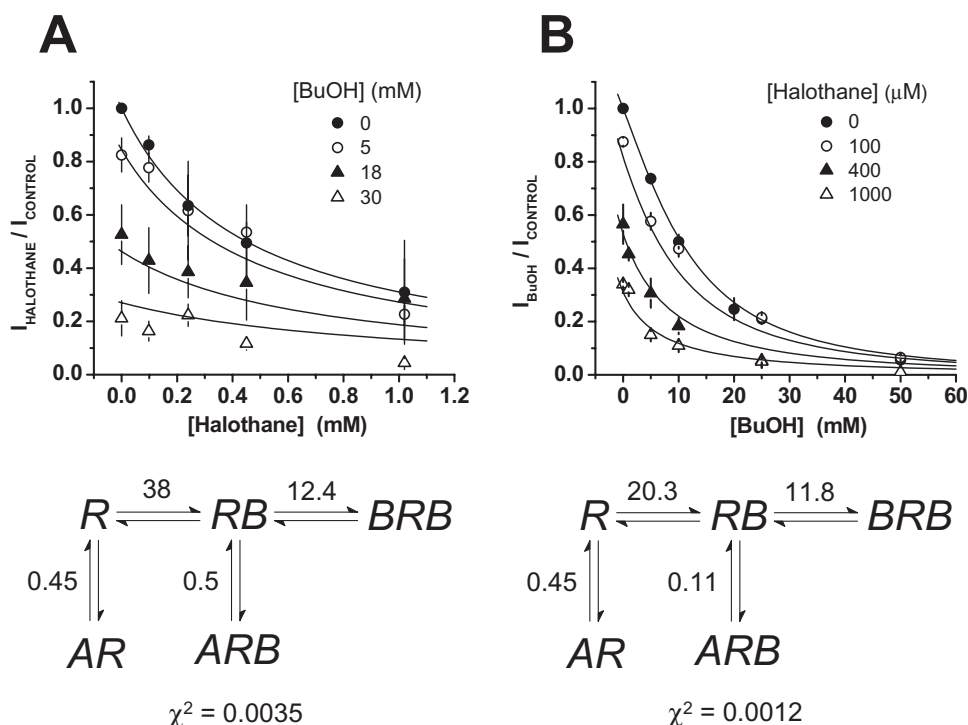 A
[BuOH] (mM)
0
5
18
30
I HALOTHANE / I CONTROL
1.0
0.8
0.6
0.4
0.2
0.0
0.0 0.2 0.4 0.6 0.8 1.0 1.2
[Halothane] (mM)
R 38 RB 12.4 BRB
0.45 0.5
AR ARB
χ² = 0.0035
B
[Halothane] (μM)
0
100
400
1000
I BuOH / I CONTROL
1.0
0.8
0.6
0.4
0.2
0.0
0 10 20 30 40 50 60
[BuOH] (mM)
R 20.3 RB 11.8 BRB
0.45 0.11
AR ARB
χ² = 0.0012